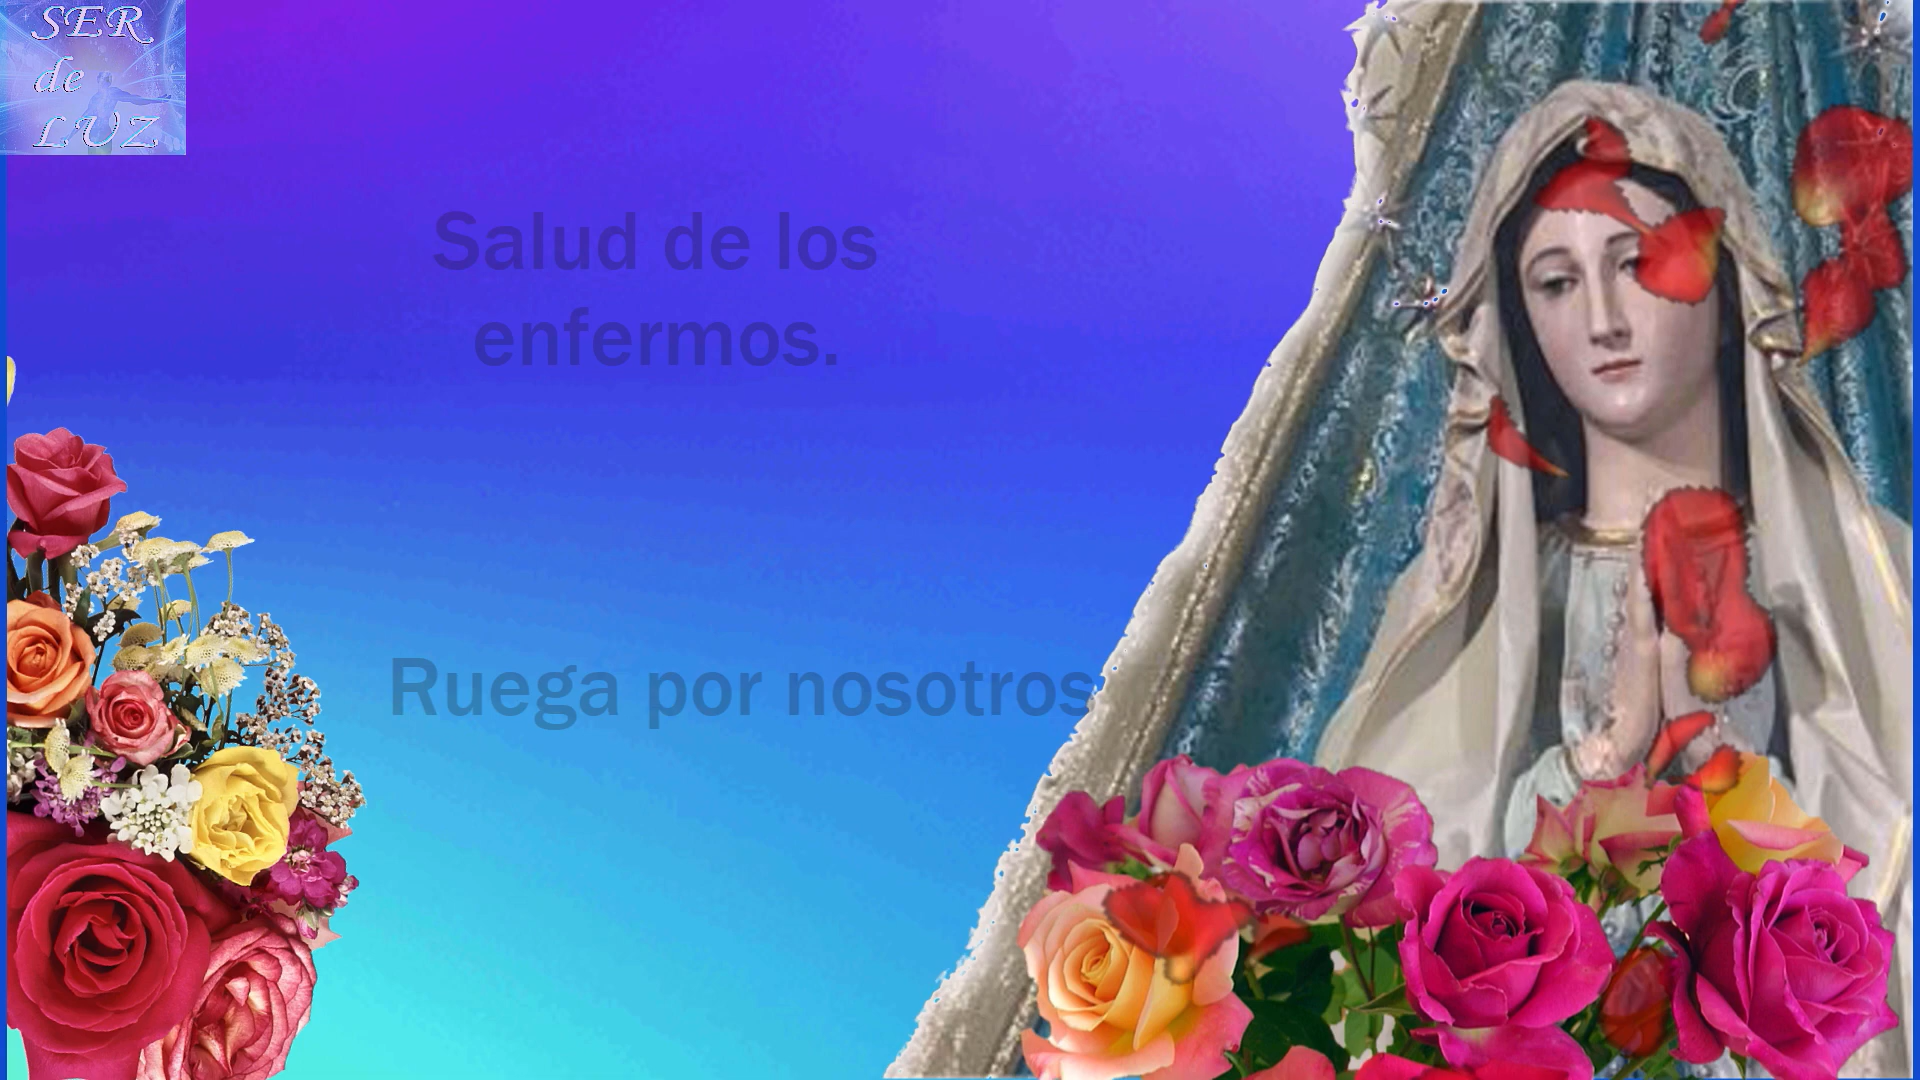 SER
de
LUZ
Salud de los
enfermos.
Ruega por nosotros